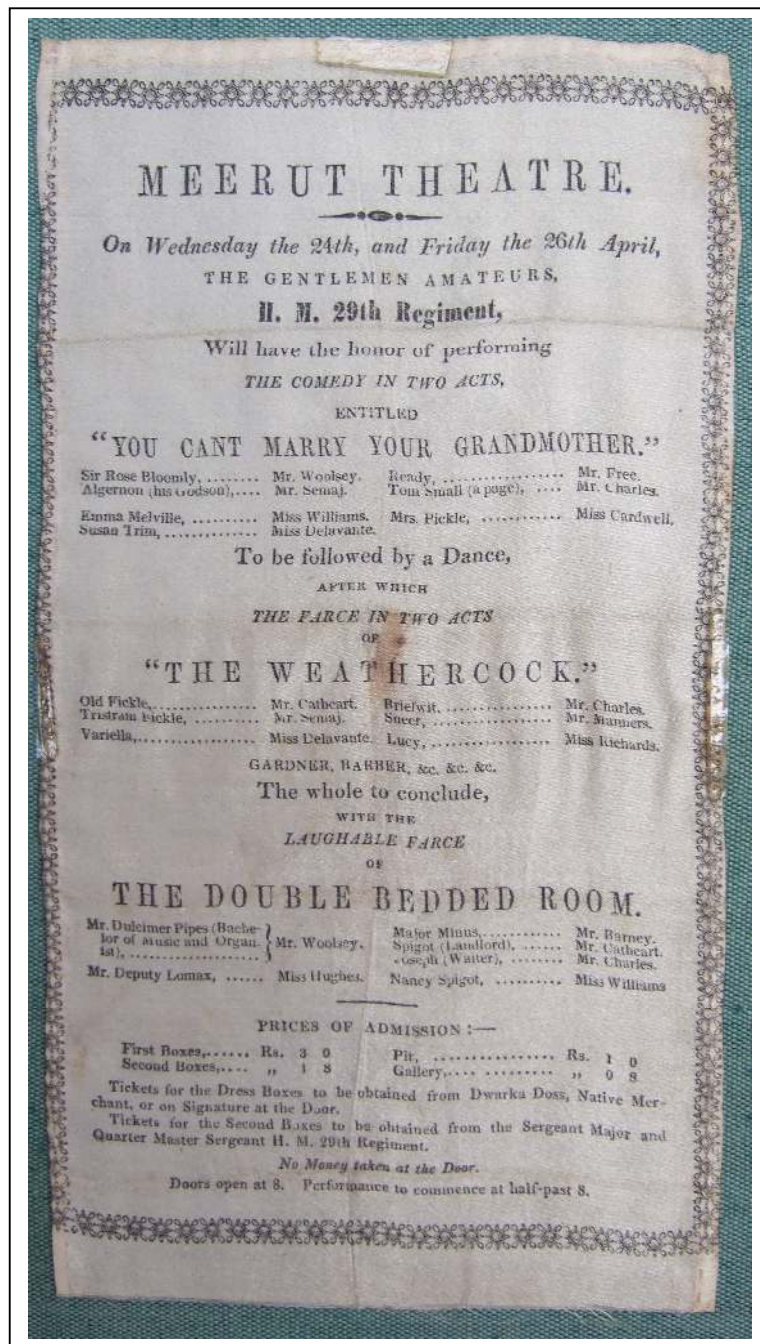 MEERUT THEATRE.
On Wednesday the 24th, and Friday the 26th April,
THE GENTLEMEN AMATEURS,
H. M. 29th Regiment,
Will have the honor of performing
THE COMEDY IN TWO ACTS,
ENTITLED
"YOU CANT MARRY YOUR GRANDMOTHER."
Sir Rose Bloomly, ........ Mr. Woolsey. Ready, .................. Mr. Free.
Algernon (his Godson),.... Mr. Semaj. Tom Small (a page), .... Mr. Charles.
Emma Melville, .......... Miss Williams. Mrs. Pickle, ............ Miss Cardwell,
Susan Trim, .............. Miss Delavante.
To be followed by a Dance,
AFTER WHICH
THE FARCE IN TWO ACTS
OF
"THE WEATHERCOCK."
Old Fickle,................ Mr. Cathcart. Briefwit, ................ Mr. Charles.
Tristram Fickle, .......... Mr. Semaj. Sneer, .................. Mr. Manners.
Variella,.................. Miss Delavante. Lucy, .................. Miss Richards.
GARDNER, BARBER, &c. &c. &c.
The whole to conclude,
WITH THE
LAUGHABLE FARCE
OF
THE DOUBLE BEDDED ROOM.
Mr. Dulcimer Pipes (Bache-
lor of Music and Organ-
ist), .................. } Mr. Woolsey. Major Minus,............ Mr. Barney.
Spigot (Landlord), ...... Mr. Cathcart.
Joseph (Waiter), ........ Mr. Charles.
Mr. Deputy Lomax, ...... Miss Hughes. Nancy Spigot, .......... Miss Williams
PRICES OF ADMISSION :—
First Boxes,...... Rs. 3 0 Pit, ................ Rs. 1 0
Second Boxes,.... ,, 1 8 Gallery,.... ......... ,, 0 8
Tickets for the Dress Boxes to be obtained from Dwarka Doss, Native Mer-
chant, or on Signature at the Door.
Tickets for the Second Boxes to be obtained from the Sergeant Major and
Quarter Master Sergeant H. M. 29th Regiment.
No Money taken at the Door.
Doors open at 8. Performance to commence at half-past 8.